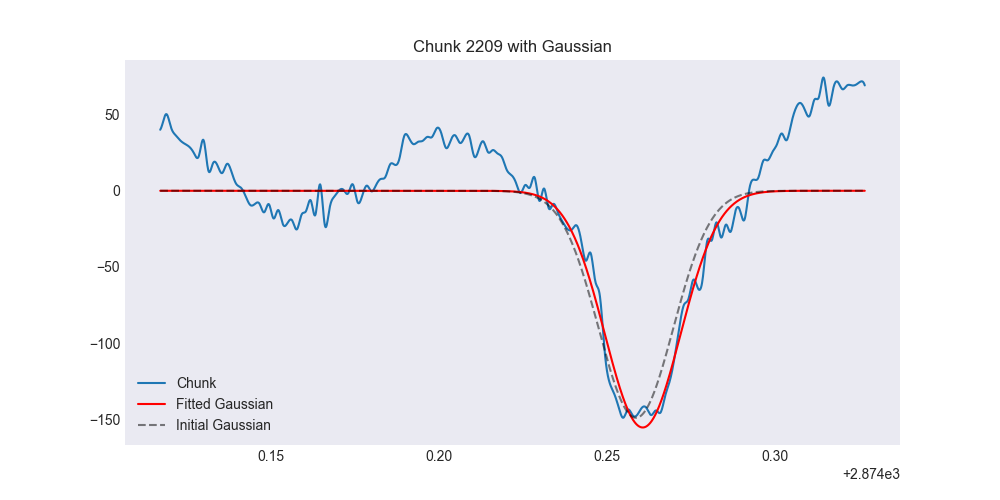 Chunk 2209 with Gaussian
50
0
−50
−100
−150
Chunk
Fitted Gaussian
Initial Gaussian
0.15 0.20 0.25 0.30
+2.874e3